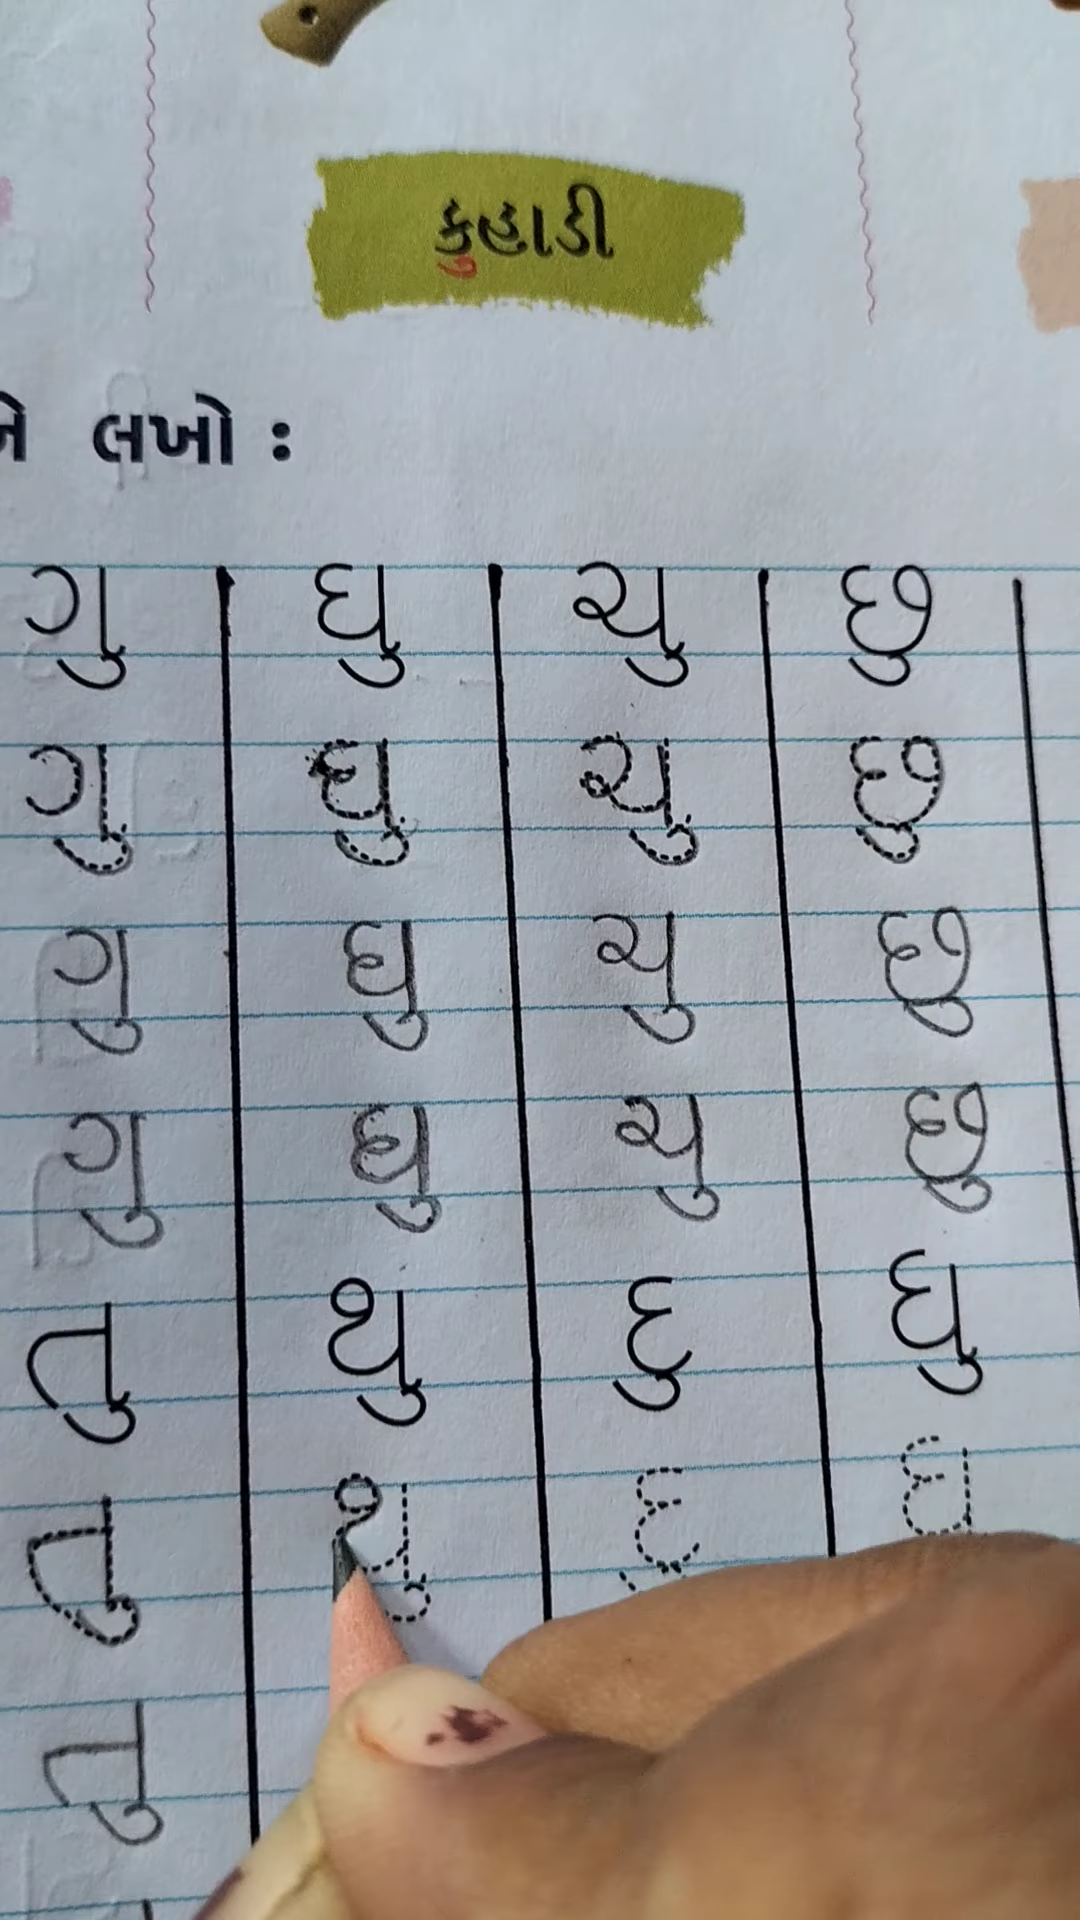 કુહાડી
લખો :
ગુ ઘુ ચુ છુ
ગુ ઘુ ચુ છુ
ગુ ઘુ ચુ છુ
ગુ ઘુ ચુ છુ
તુ થુ દુ ધુ
તુ થુ
તુ